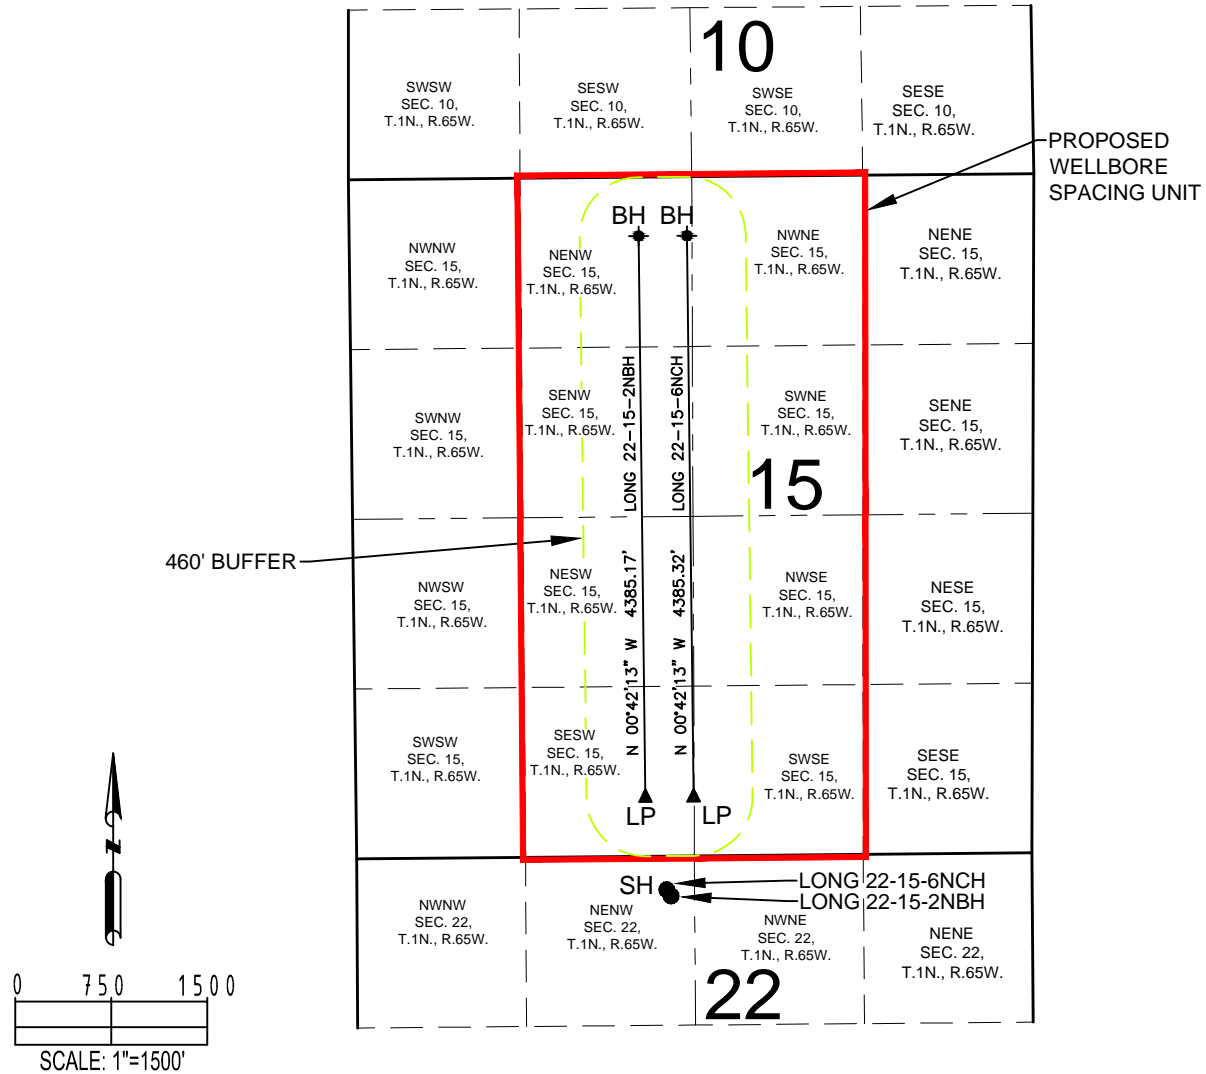 10
SWSW
SEC. 10,
T.1N., R.65W.
SESW
SEC. 10,
T.1N., R.65W.
SWSE
SEC. 10,
T.1N., R.65W.
SESE
SEC. 10,
T.1N., R.65W.
PROPOSED
WELLBORE
SPACING UNIT
BH
BH
NWNW
SEC. 15,
T.1N., R.65W.
NENW
SEC. 15,
T.1N., R.65W.
NWNE
SEC. 15,
T.1N., R.65W.
NENE
SEC. 15,
T.1N., R.65W.
SWNW
SEC. 15,
T.1N., R.65W.
SENW
SEC. 15,
T.1N., R.65W.
SWNE
SEC. 15,
T.1N., R.65W.
SENE
SEC. 15,
T.1N., R.65W.
N 00°42'13" W 4385.17' LONG 22-15-2NBH
N 00°42'13" W 4385.32' LONG 22-15-6NCH
15
460' BUFFER
NWSW
SEC. 15,
T.1N., R.65W.
NESW
SEC. 15,
T.1N., R.65W.
NWSE
SEC. 15,
T.1N., R.65W.
NESE
SEC. 15,
T.1N., R.65W.
SWSW
SEC. 15,
T.1N., R.65W.
SESW
SEC. 15,
T.1N., R.65W.
SWSE
SEC. 15,
T.1N., R.65W.
SESE
SEC. 15,
T.1N., R.65W.
LP
LP
SH
LONG 22-15-6NCH
LONG 22-15-2NBH
NWNW
SEC. 22,
T.1N., R.65W.
NENW
SEC. 22,
T.1N., R.65W.
NWNE
SEC. 22,
T.1N., R.65W.
NENE
SEC. 22,
T.1N., R.65W.
22
N
0 750 1500
SCALE: 1"=1500'